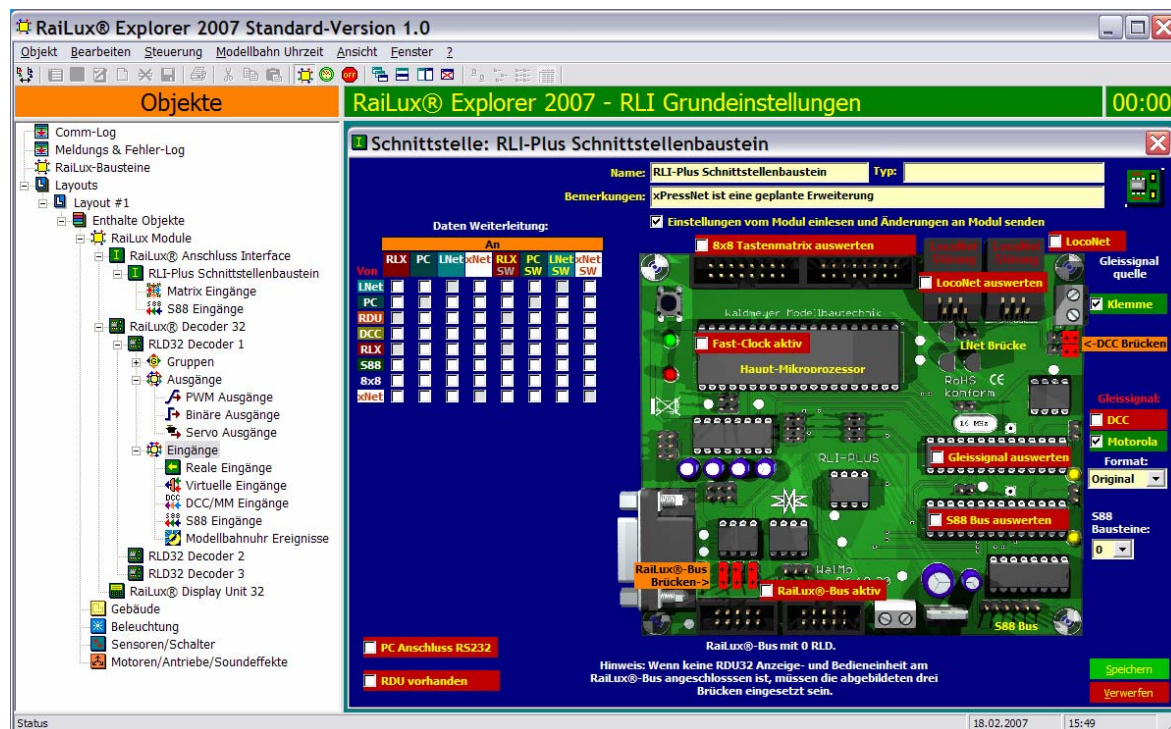 RaiLux® Explorer 2007 Standard-Version 1.0
Objekt Bearbeiten Steuerung Modellbahn Uhrzeit Ansicht Fenster ?
OFF
Objekte
RaiLux® Explorer 2007 - RLI Grundeinstellungen
00:00
Comm-Log
Meldungs & Fehler-Log
RaiLux-Bausteine
Layouts
Layout #1
Enthalte Objekte
RaiLux Module
RaiLux® Anschluss Interface
RLI-Plus Schnittstellenbaustein
Matrix Eingänge
S88 Eingänge
RaiLux® Decoder 32
RLD32 Decoder 1
Gruppen
Ausgänge
PWM Ausgänge
Binäre Ausgänge
Servo Ausgänge
Eingänge
Reale Eingänge
Virtuelle Eingänge
DCC/MM Eingänge
S88 Eingänge
Modellbahnuhr Ereignisse
RLD32 Decoder 2
RLD32 Decoder 3
RaiLux® Display Unit 32
Gebäude
Beleuchtung
Sensoren/Schalter
Motoren/Antriebe/Soundeffekte
Schnittstelle: RLI-Plus Schnittstellenbaustein
Name: RLI-Plus Schnittstellenbaustein Typ:
Bemerkungen: xPressNet ist eine geplante Erweiterung
Einstellungen vom Modul einlesen und Änderungen an Modul senden
Daten Weiterleitung:
An
Von RLX PC LNet xNet RLX SW PC SW LNet SW xNet SW
LNet
PC
RDU
DCC
RLX
S88
8x8
xNet
8x8 Tastenmatrix auswerten
LocoNet
LocoNet auswerten
Gleissignal
quelle
Klemme
Waldmeyer Modellbautechnik
Fast-Clock aktiv
LNet Brücke
<-DCC Brücken
Haupt-Mikroprozessor
RoHS CE
konform
16 MHz
Gleissignal:
DCC
Motorola
RLI-PLUS
Gleissignal auswerten
Format:
Original
S88 Bus auswerten
S88
Bausteine:
0
RaiLux®-Bus
Brücken->
WalMo
RaiLux®-Bus aktiv
S88 Bus
PC Anschluss RS232
RDU vorhanden
RaiLux®-Bus mit 0 RLD.
Hinweis: Wenn keine RDU32 Anzeige- und Bedieneinheit am
RaiLux®-Bus angeschlosssen ist, müssen die abgebildeten drei
Brücken eingesetzt sein.
Speichern
Verwerfen
Status
18.02.2007
15:49